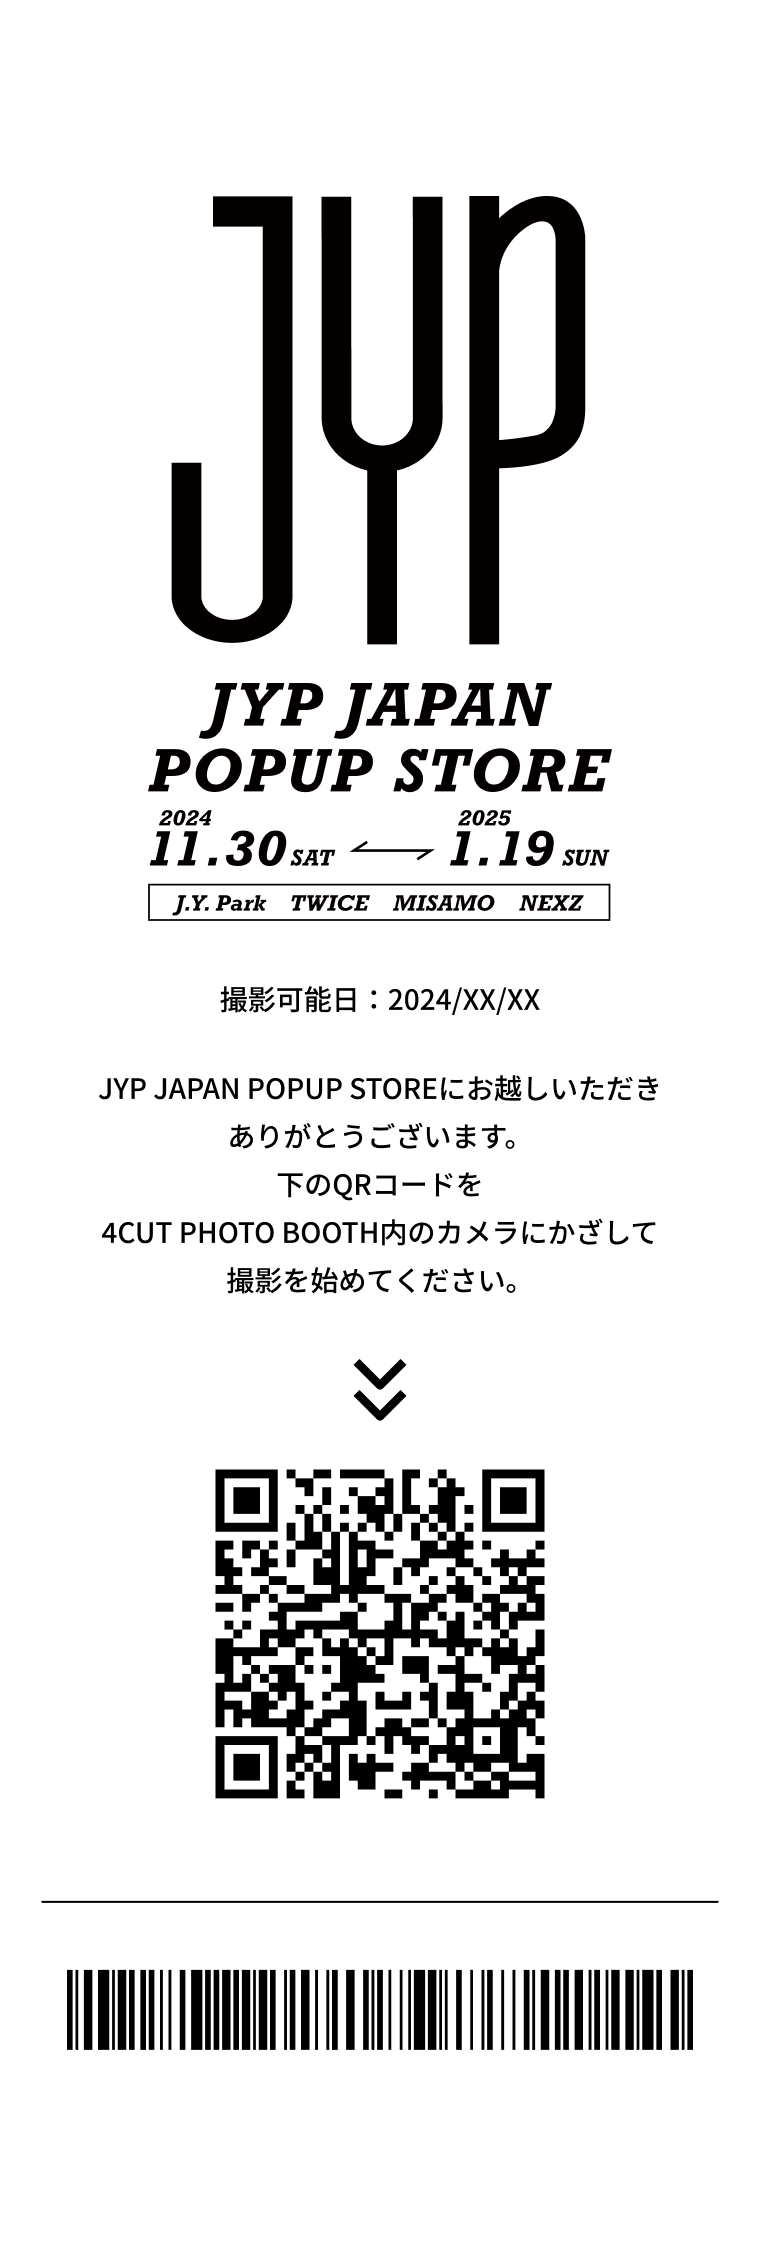 JYP
JYP JAPAN
POPUP STORE
2024 2025
11.30 SAT 1.19 SUN
J.Y. Park TWICE MISAMO NEXZ
撮影可能日：2024/XX/XX
JYP JAPAN POPUP STOREにお越しいただき
ありがとうございます。
下のQRコードを
4CUT PHOTO BOOTH内のカメラにかざして
撮影を始めてください。